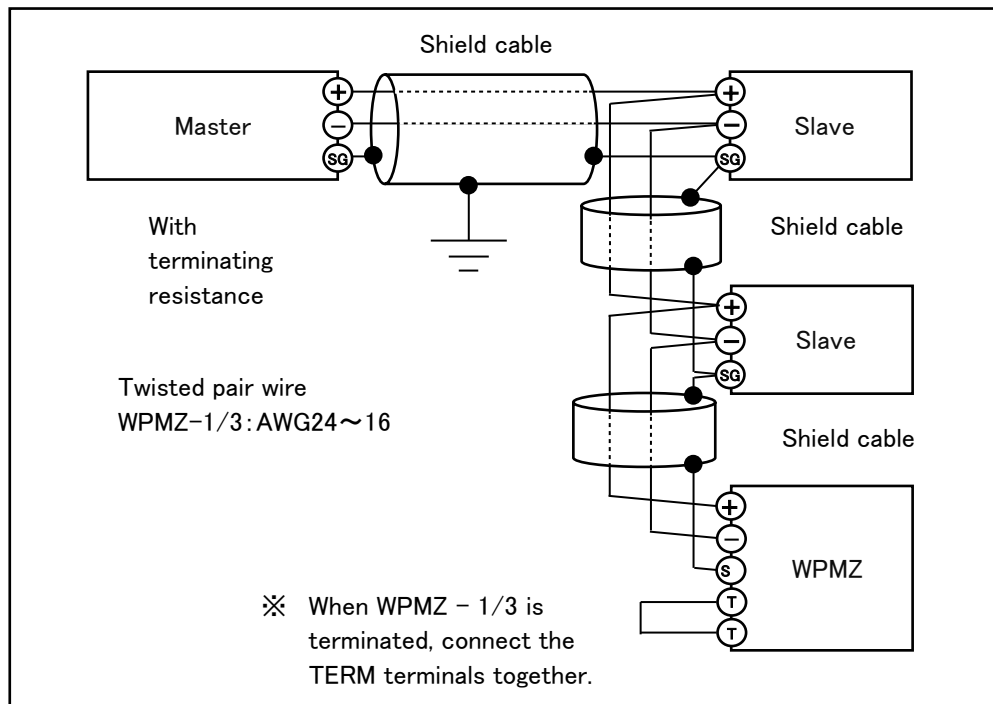 Shield cable
+
+
Master
−
−
Slave
SG
SG
With
terminating
resistance
Shield cable
+
−
Slave
SG
Twisted pair wire
WPMZ-1/3:AWG24～16
Shield cable
+
−
S
WPMZ
T
T
※ When WPMZ - 1/3 is
terminated, connect the
TERM terminals together.